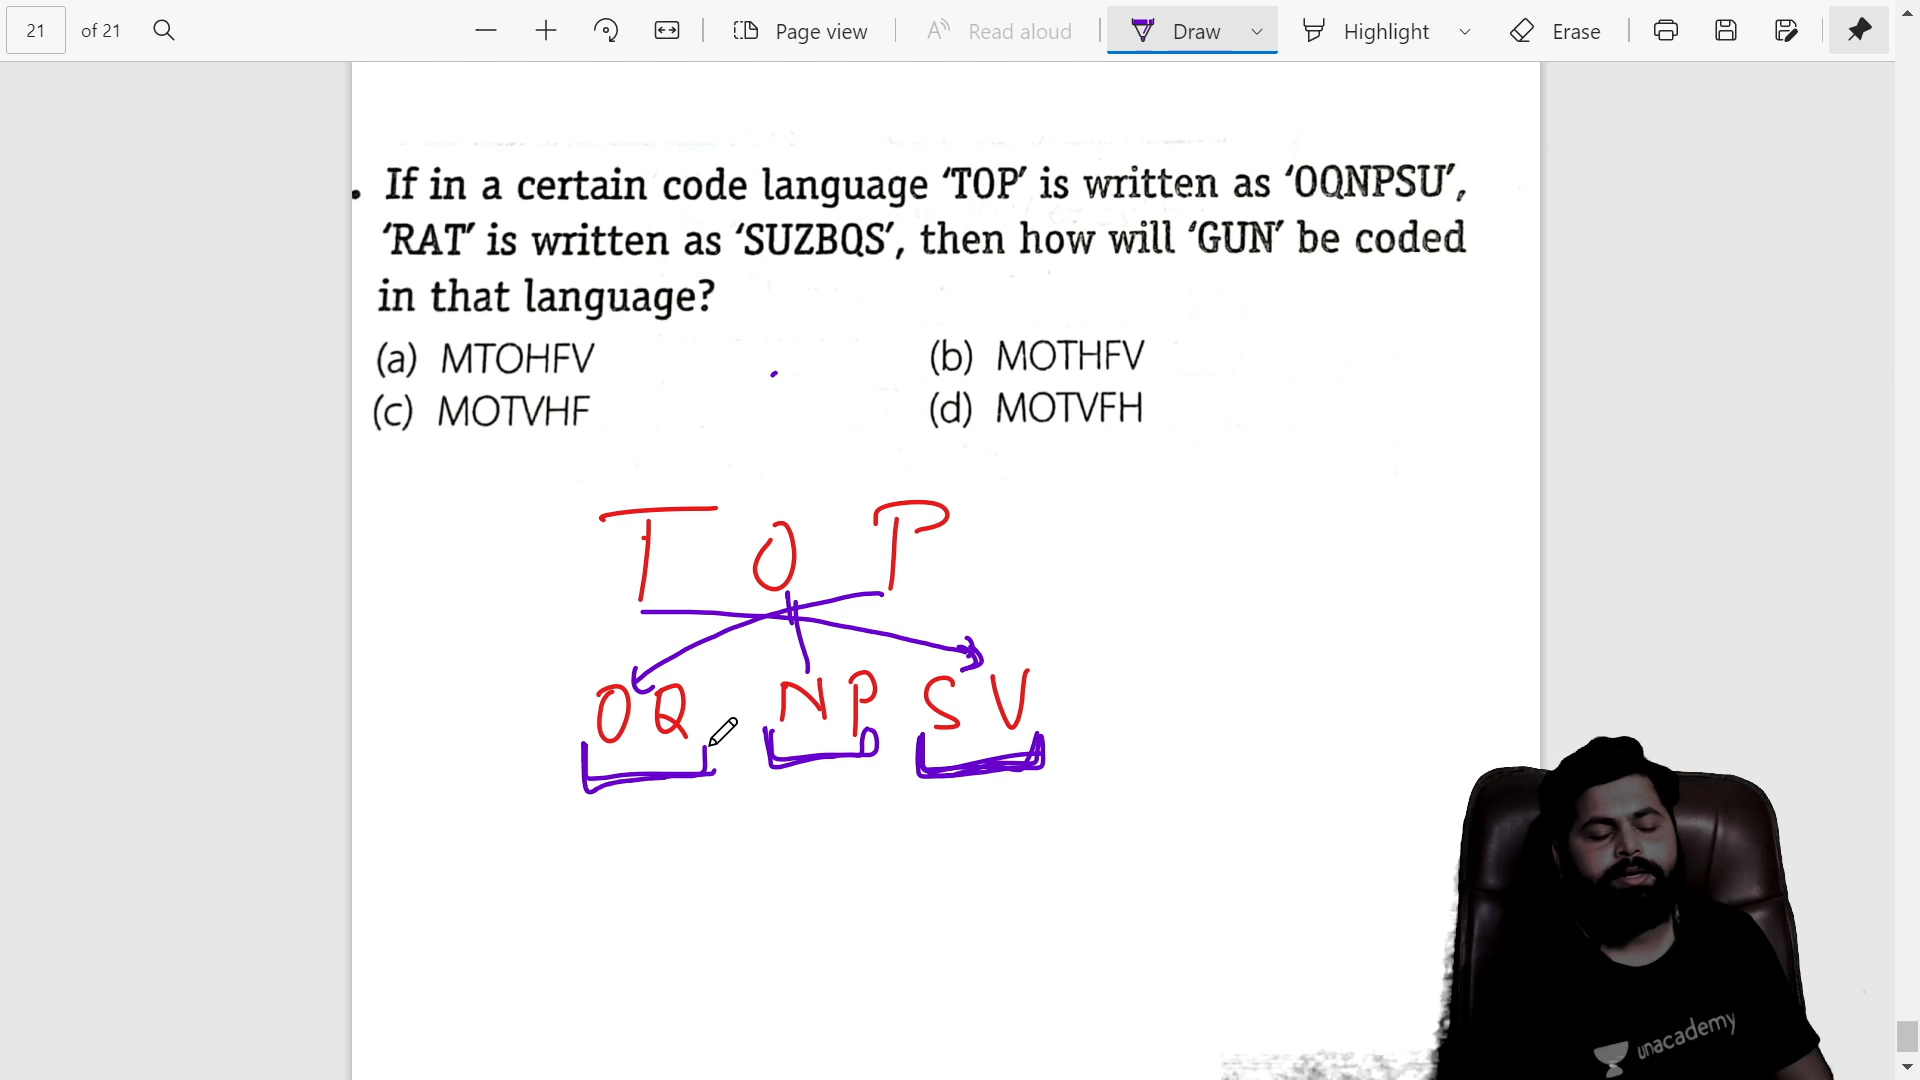 21 of 21 Page view Read aloud Draw Highlight Erase
. If in a certain code language ‘TOP’ is written as ‘OQNPSU’,
‘RAT’ is written as ‘SUZBQS’, then how will ‘GUN’ be coded
in that language?
(a) MTOHFV (b) MOTHFV
(c) MOTVHF (d) MOTVFH
T O P
OQ NP SV
unacademy